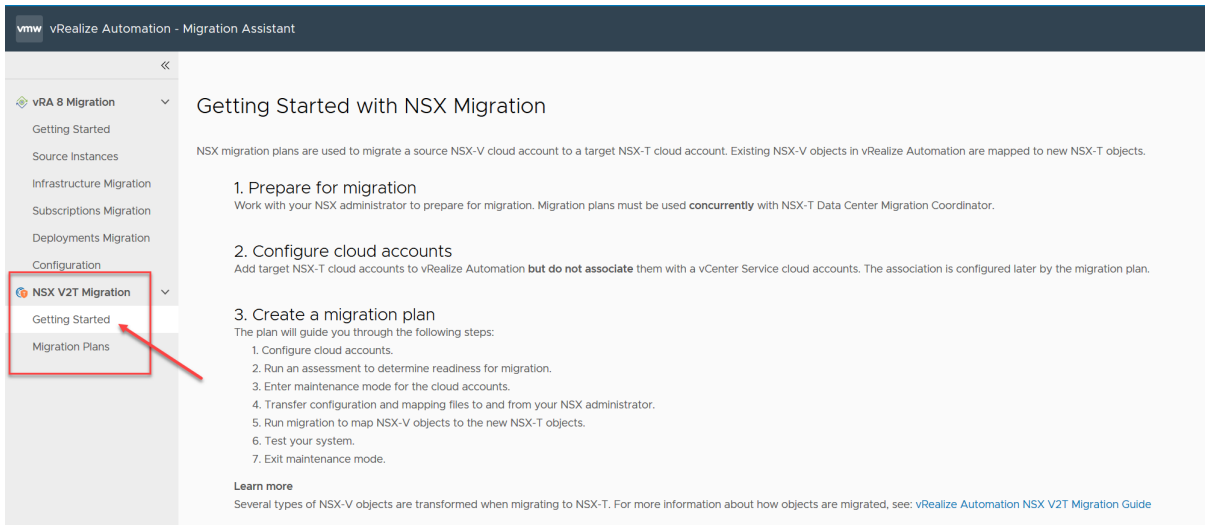 vmw vRealize Automation - Migration Assistant
vRA 8 Migration
Getting Started
Source Instances
Infrastructure Migration
Subscriptions Migration
Deployments Migration
Configuration
NSX V2T Migration
Getting Started
Migration Plans
Getting Started with NSX Migration
NSX migration plans are used to migrate a source NSX-V cloud account to a target NSX-T cloud account. Existing NSX-V objects in vRealize Automation are mapped to new NSX-T objects.
1. Prepare for migration
Work with your NSX administrator to prepare for migration. Migration plans must be used concurrently with NSX-T Data Center Migration Coordinator.
2. Configure cloud accounts
Add target NSX-T cloud accounts to vRealize Automation but do not associate them with a vCenter Service cloud accounts. The association is configured later by the migration plan.
3. Create a migration plan
The plan will guide you through the following steps:
1. Configure cloud accounts.
2. Run an assessment to determine readiness for migration.
3. Enter maintenance mode for the cloud accounts.
4. Transfer configuration and mapping files to and from your NSX administrator.
5. Run migration to map NSX-V objects to the new NSX-T objects.
6. Test your system.
7. Exit maintenance mode.
Learn more
Several types of NSX-V objects are transformed when migrating to NSX-T. For more information about how objects are migrated, see: vRealize Automation NSX V2T Migration Guide